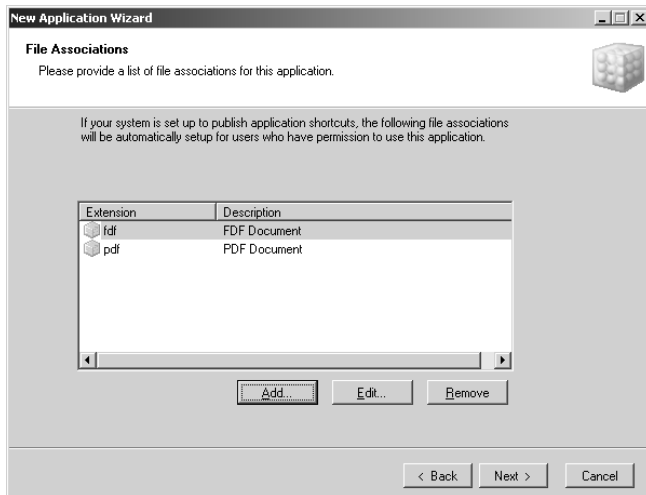 New Application Wizard
File Associations
Please provide a list of file associations for this application.
If your system is set up to publish application shortcuts, the following file associations
will be automatically setup for users who have permission to use this application.
Extension Description
fdf FDF Document
pdf PDF Document
Add... Edit... Remove
< Back Next > Cancel